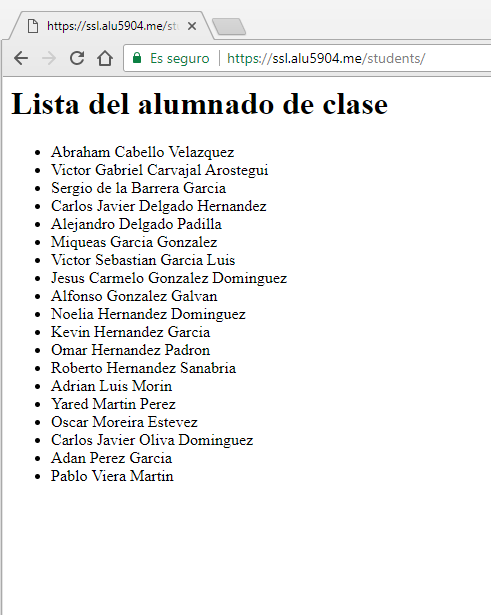 https://ssl.alu5904.me/st
Es seguro
https://ssl.alu5904.me/students/
Lista del alumnado de clase
Abraham Cabello Velazquez
Victor Gabriel Carvajal Arostegui
Sergio de la Barrera Garcia
Carlos Javier Delgado Hernandez
Alejandro Delgado Padilla
Miqueas Garcia Gonzalez
Victor Sebastian Garcia Luis
Jesus Carmelo Gonzalez Dominguez
Alfonso Gonzalez Galvan
Noelia Hernandez Dominguez
Kevin Hernandez Garcia
Omar Hernandez Padron
Roberto Hernandez Sanabria
Adrian Luis Morin
Yared Martin Perez
Oscar Moreira Estevez
Carlos Javier Oliva Dominguez
Adan Perez Garcia
Pablo Viera Martin